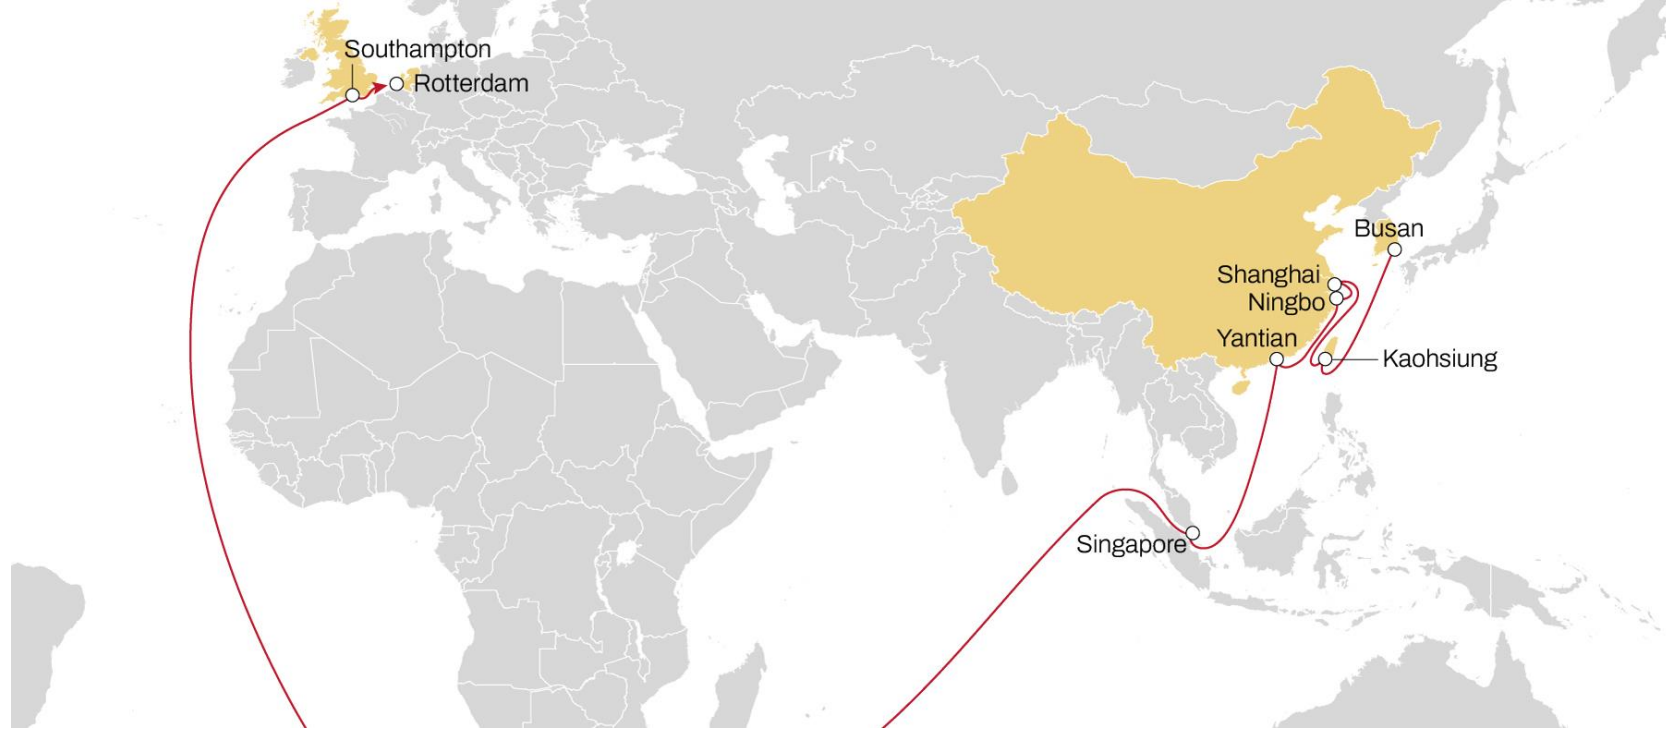 Southampton
Rotterdam
Busan
Shanghai
Ningbo
Yantian
Kaohsiung
Singapore